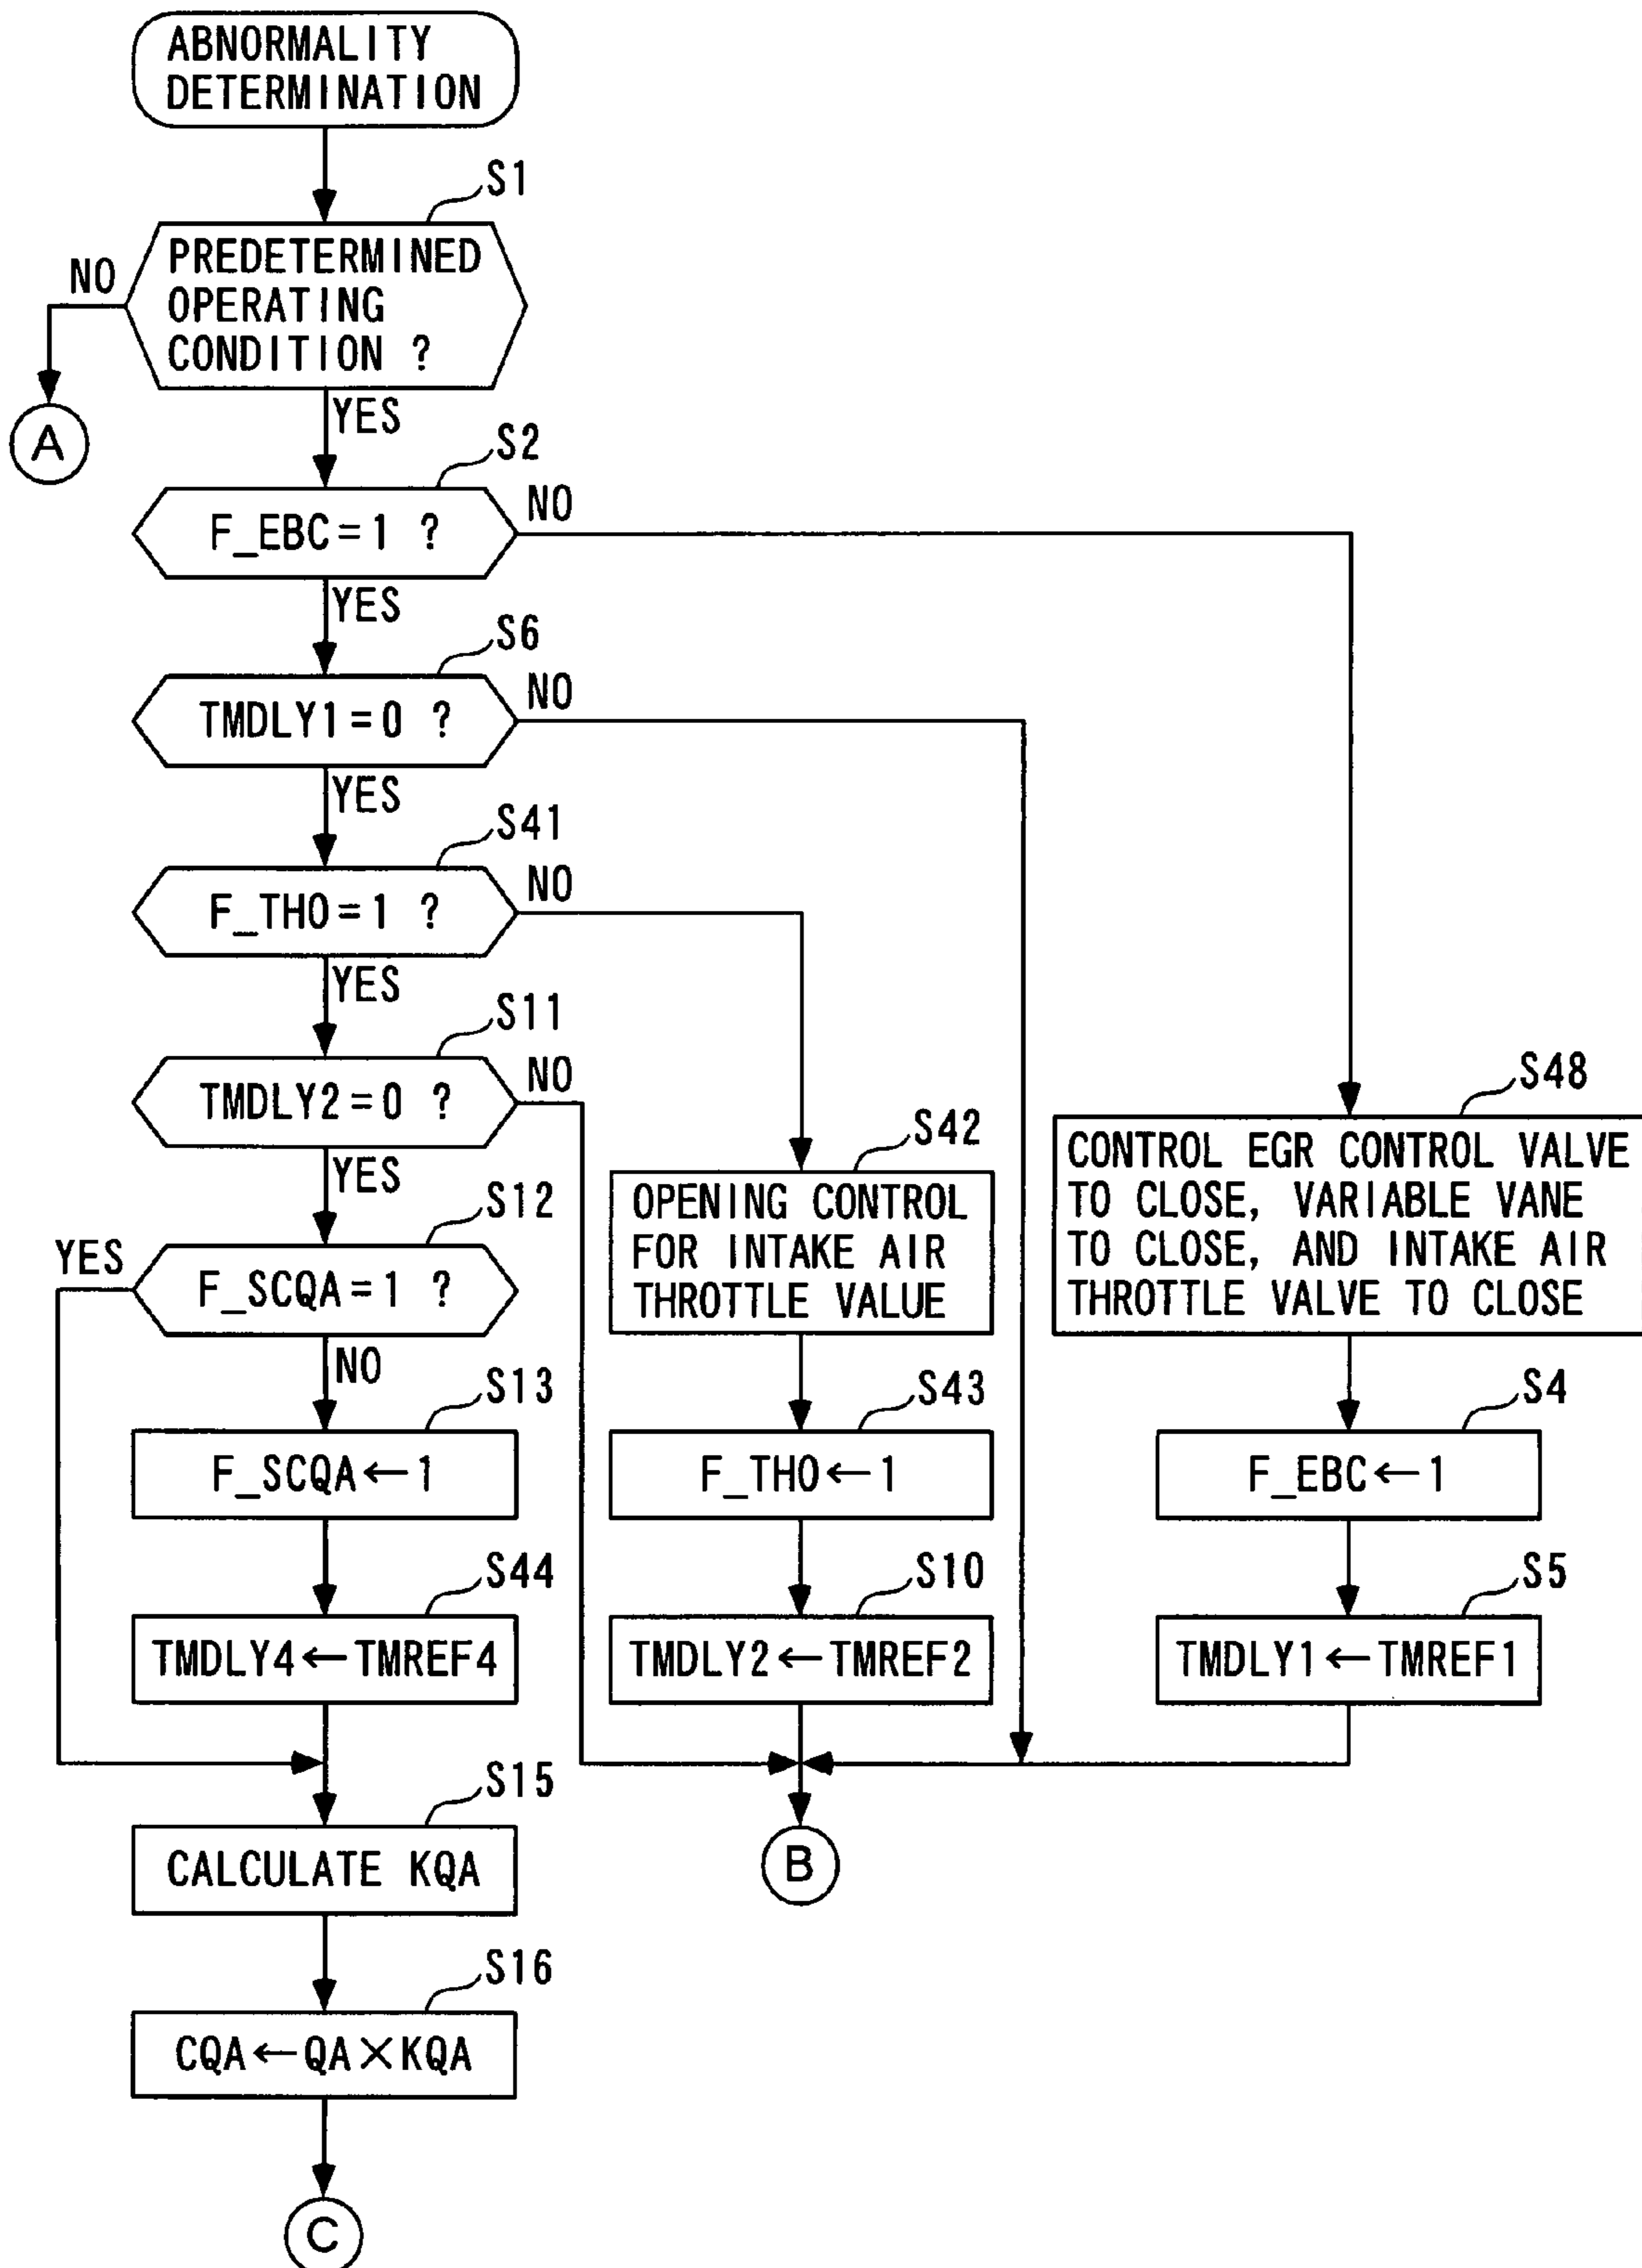 ABNORMALITY
DETERMINATION
S1
PREDETERMINED
OPERATING
CONDITION ?
NO
A
YES
S2
F_EBC=1 ?
NO
YES
S6
TMDLY1=0 ?
NO
YES
S41
F_THO=1 ?
NO
YES
S11
TMDLY2=0 ?
NO
YES
S12
F_SCQA=1 ?
YES
NO
S13
F_SCQA←1
S44
TMDLY4←TMREF4
S42
OPENING CONTROL
FOR INTAKE AIR
THROTTLE VALUE
S43
F_THO←1
S10
TMDLY2←TMREF2
S48
CONTROL EGR CONTROL VALVE
TO CLOSE, VARIABLE VANE
TO CLOSE, AND INTAKE AIR
THROTTLE VALVE TO CLOSE
S4
F_EBC←1
S5
TMDLY1←TMREF1
B
S15
CALCULATE KQA
S16
CQA←QA×KQA
C